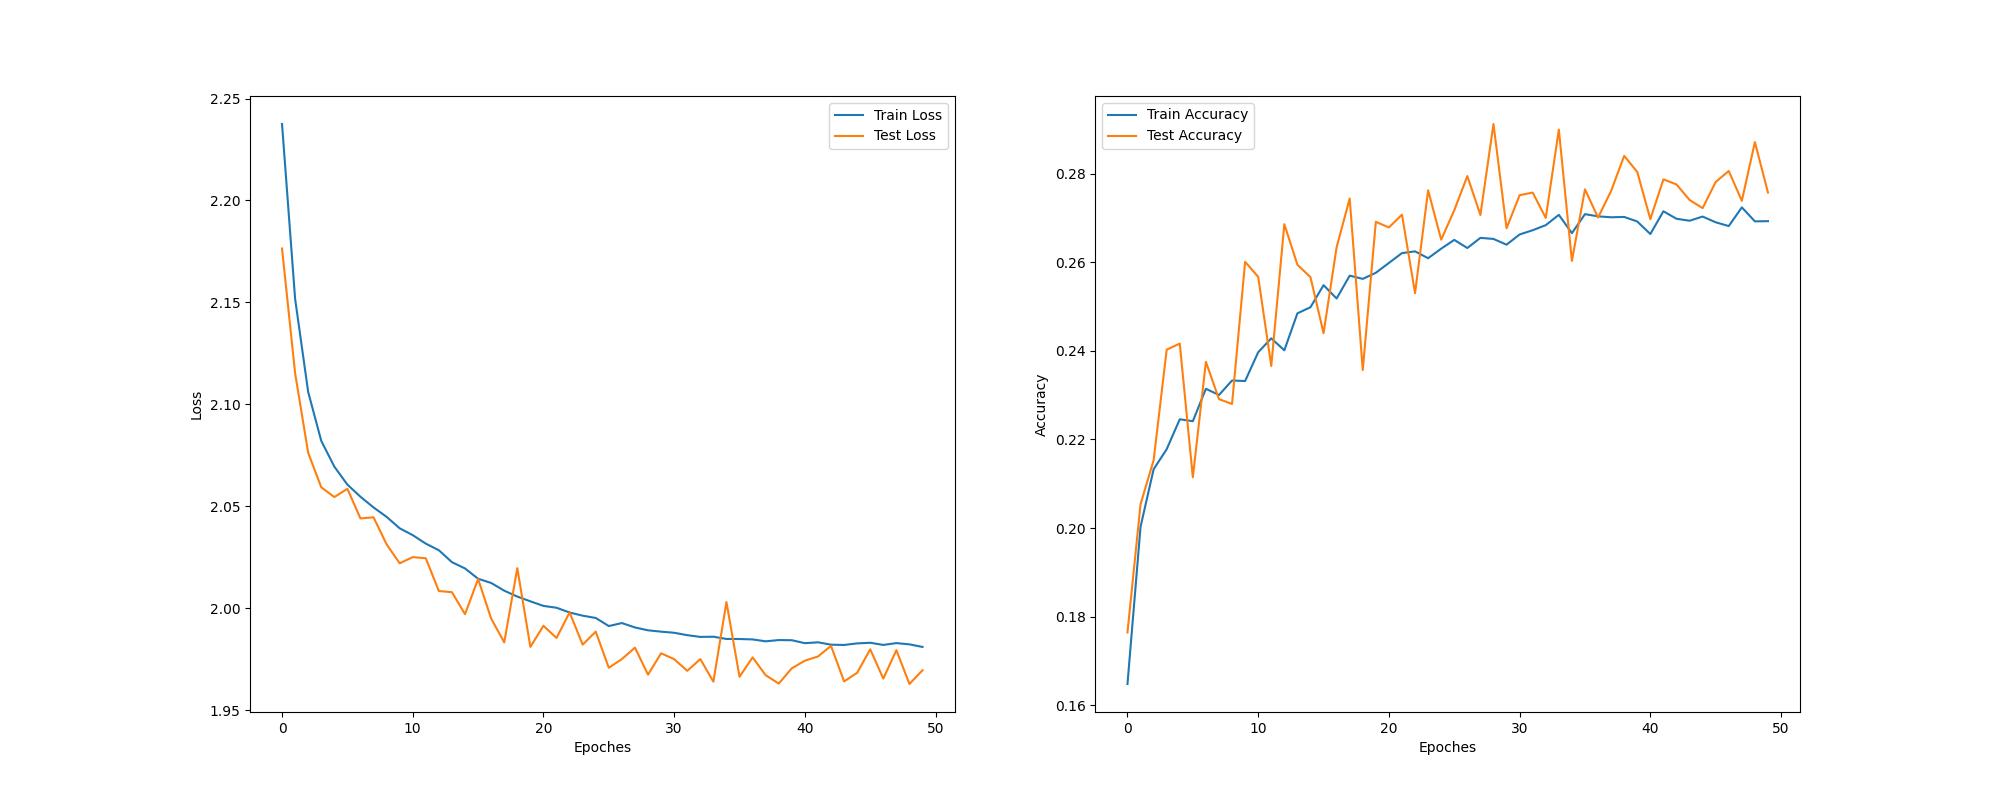 2.25
2.20
2.15
2.10
2.05
2.00
1.95
Loss
0 10 20 30 40 50
Epoches
Train Loss
Test Loss
0.28
0.26
0.24
0.22
0.20
0.18
0.16
Accuracy
0 10 20 30 40 50
Epoches
Train Accuracy
Test Accuracy